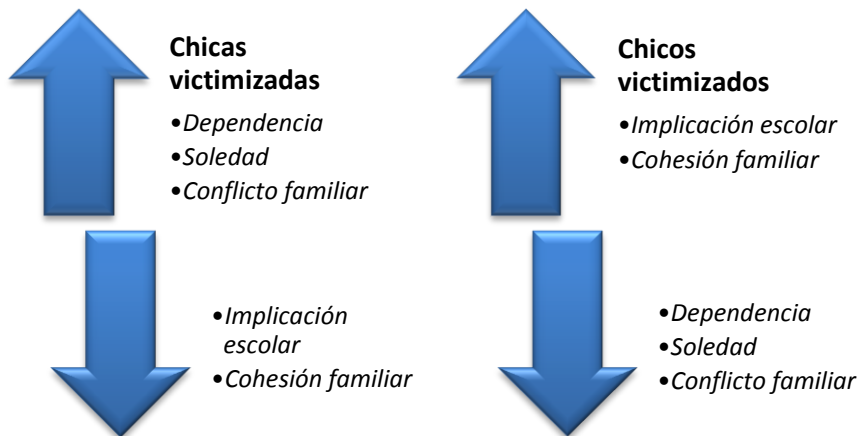 Chicas
victimizadas
•Dependencia
•Soledad
•Conflicto familiar
•Implicación
escolar
•Cohesión familiar
Chicos
victimizados
•Implicación escolar
•Cohesión familiar
•Dependencia
•Soledad
•Conflicto familiar